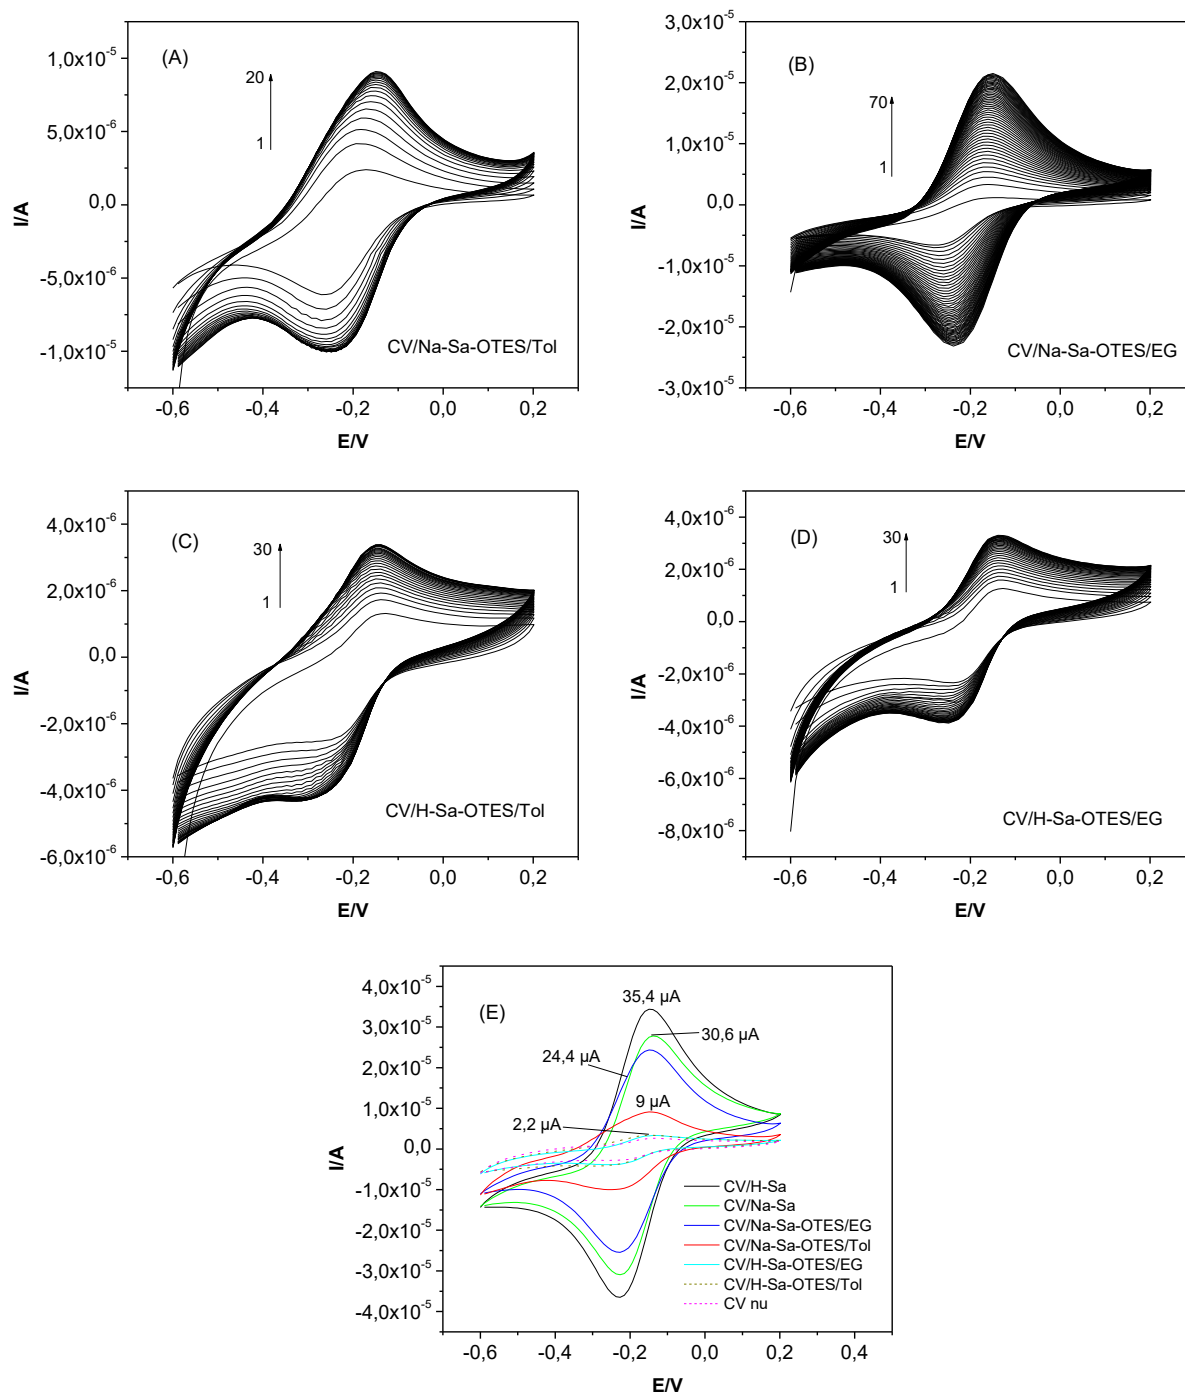 (A)
20
1
1,0x10⁻⁵
5,0x10⁻⁶
0,0
-5,0x10⁻⁶
-1,0x10⁻⁵
I/A
CV/Na-Sa-OTES/Tol
-0,6 -0,4 -0,2 0,0 0,2
E/V
(B)
70
1
3,0x10⁻⁵
2,0x10⁻⁵
1,0x10⁻⁵
0,0
-1,0x10⁻⁵
-2,0x10⁻⁵
-3,0x10⁻⁵
I/A
CV/Na-Sa-OTES/EG
-0,6 -0,4 -0,2 0,0 0,2
E/V
(C)
30
1
4,0x10⁻⁶
2,0x10⁻⁶
0,0
-2,0x10⁻⁶
-4,0x10⁻⁶
-6,0x10⁻⁶
I/A
CV/H-Sa-OTES/Tol
-0,6 -0,4 -0,2 0,0 0,2
E/V
(D)
30
1
4,0x10⁻⁶
2,0x10⁻⁶
0,0
-2,0x10⁻⁶
-4,0x10⁻⁶
-6,0x10⁻⁶
-8,0x10⁻⁶
I/A
CV/H-Sa-OTES/EG
-0,6 -0,4 -0,2 0,0 0,2
E/V
(E)
4,0x10⁻⁵
3,0x10⁻⁵
2,0x10⁻⁵
1,0x10⁻⁵
0,0
-1,0x10⁻⁵
-2,0x10⁻⁵
-3,0x10⁻⁵
-4,0x10⁻⁵
I/A
35,4 µA
30,6 µA
24,4 µA
9 µA
2,2 µA
CV/H-Sa
CV/Na-Sa
CV/Na-Sa-OTES/EG
CV/Na-Sa-OTES/Tol
CV/H-Sa-OTES/EG
CV/H-Sa-OTES/Tol
CV nu
-0,6 -0,4 -0,2 0,0 0,2 0,4
E/V